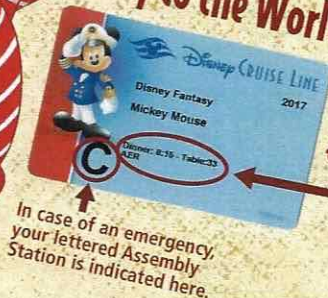 to the Worl
Disney CRUISE LINE
Disney Fantasy
2017
Mickey Mouse
C
Dinner: 8:15 - Table:33
AER
In case of an emergency,
your lettered Assembly
Station is indicated here.